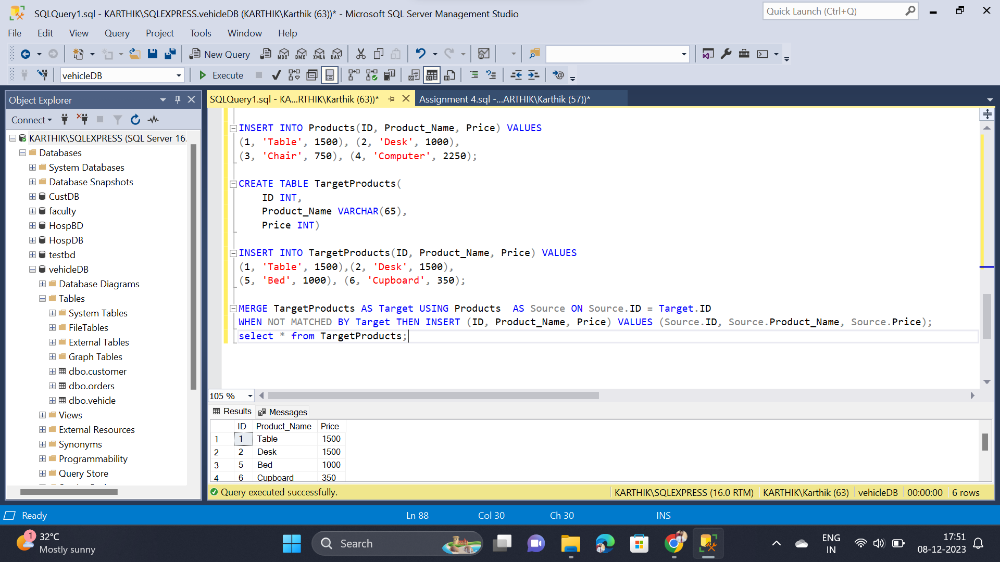 SQLQuery1.sql - KARTHIK\SQLEXPRESS.vehicleDB (KARTHIK\Karthik (63))* - Microsoft SQL Server Management Studio
Quick Launch (Ctrl+Q)
File Edit View Query Project Tools Window Help
New Query MDX DMX XMLA DAX
vehicleDB Execute
Object Explorer
Connect
KARTHIK\SQLEXPRESS (SQL Server 16.
Databases
System Databases
Database Snapshots
CustDB
faculty
HospBD
HospDB
testbd
vehicleDB
Database Diagrams
Tables
System Tables
FileTables
External Tables
Graph Tables
dbo.customer
dbo.orders
dbo.vehicle
Views
External Resources
Synonyms
Programmability
Query Store
SQLQuery1.sql - KA...RTHIK\Karthik (63))* Assignment 4.sql -...ARTHIK\Karthik (57))*
INSERT INTO Products(ID, Product_Name, Price) VALUES
(1, 'Table', 1500), (2, 'Desk', 1000),
(3, 'Chair', 750), (4, 'Computer', 2250);
CREATE TABLE TargetProducts(
ID INT,
Product_Name VARCHAR(65),
Price INT)
INSERT INTO TargetProducts(ID, Product_Name, Price) VALUES
(1, 'Table', 1500),(2, 'Desk', 1500),
(5, 'Bed', 1000), (6, 'Cupboard', 350);
MERGE TargetProducts AS Target USING Products  AS Source ON Source.ID = Target.ID
WHEN NOT MATCHED BY Target THEN INSERT (ID, Product_Name, Price) VALUES (Source.ID, Source.Product_Name, Source.Price);
select * from TargetProducts;
105 %
Results Messages
ID Product_Name Price
1 1 Table 1500
2 2 Desk 1500
3 5 Bed 1000
4 6 Cupboard 350
Query executed successfully. KARTHIK\SQLEXPRESS (16.0 RTM) KARTHIK\Karthik (63) vehicleDB 00:00:00 6 rows
Ready Ln 88 Col 30 Ch 30 INS
1 32°C
Mostly sunny
Search
ENG
IN
17:51
08-12-2023